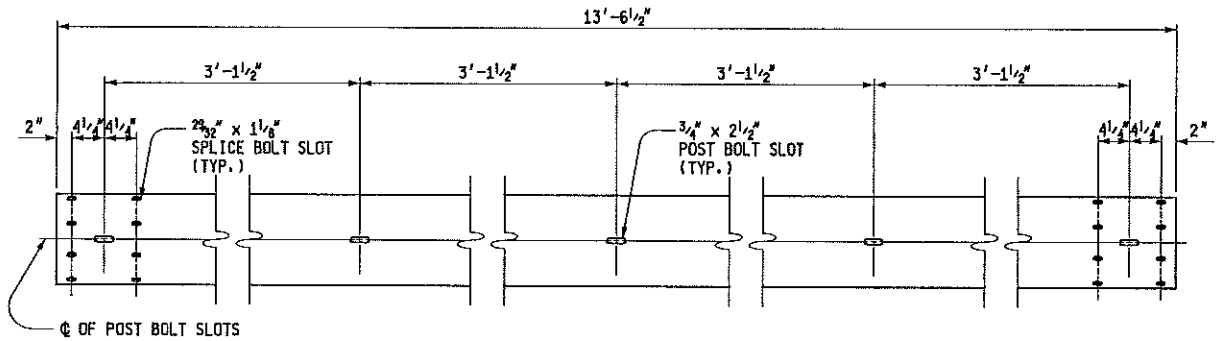 13'-6 1/2"
3'-1 1/2" 3'-1 1/2" 3'-1 1/2" 3'-1 1/2"
2" 4 1/4" 4 1/4"
29/32" x 1 1/8"
SPLICE BOLT SLOT
(TYP.)
3/4" x 2 1/2"
POST BOLT SLOT
(TYP.)
4 1/4" 4 1/4" 2"
℄ OF POST BOLT SLOTS